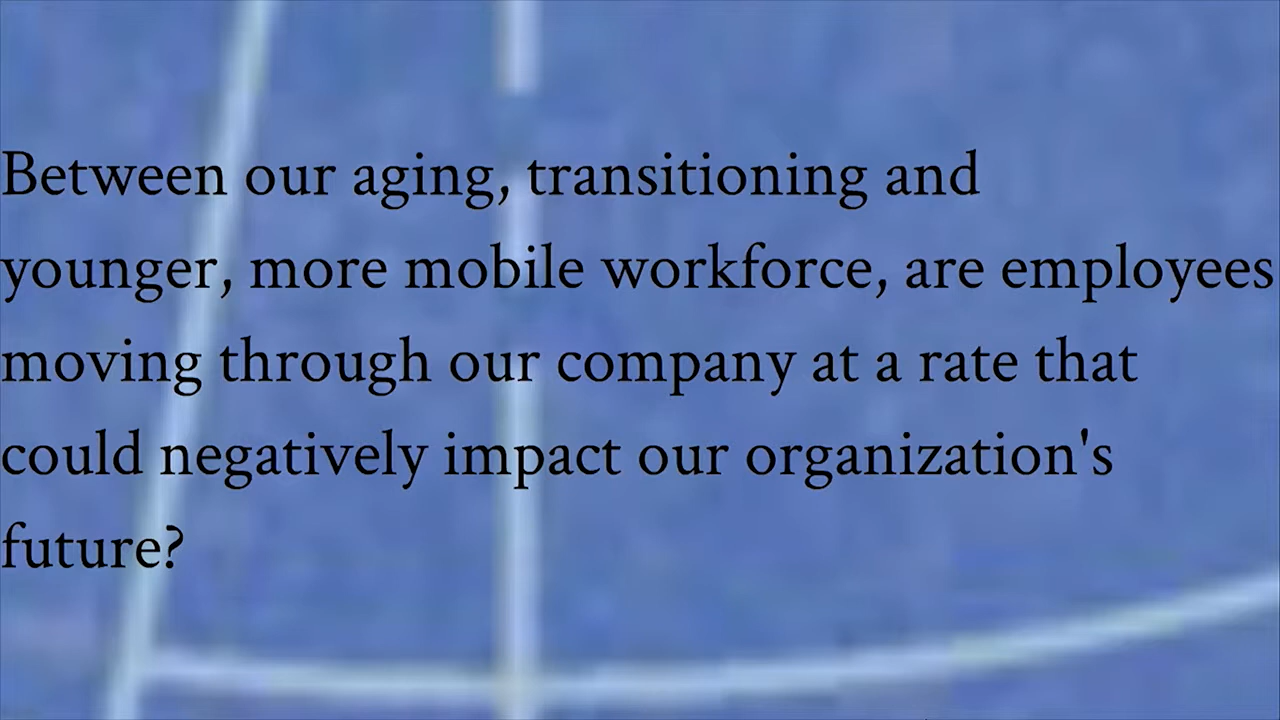 Between our aging, transitioning and
younger, more mobile workforce, are employees
moving through our company at a rate that
could negatively impact our organization's
future?